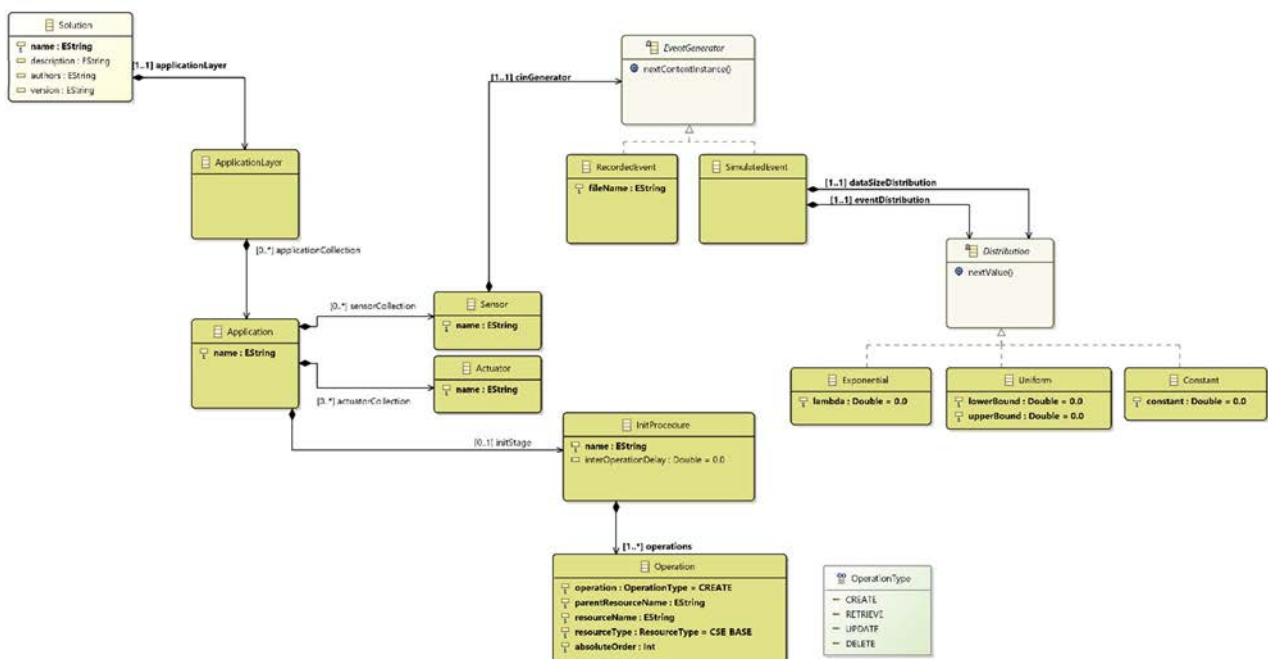 Solution
name : EString
description : EString
authors : EString
version : EString
[1..1] applicationLayer
EventGenerator
nextContentInstance()
[1..1] cinGenerator
ApplicationLayer
RecordedEvent
fileName : EString
SimulatedEvent
[1..1] dataSizeDistribution
[1..1] eventDistribution
[0..*] applicationCollection
Distribution
nextValue()
Application
name : EString
[0..*] sensorCollection
Sensor
name : EString
Actuator
name : EString
[0..*] actuatorCollection
Exponential
lambda : Double = 0.0
Uniform
lowerBound : Double = 0.0
upperBound : Double = 0.0
Constant
constant : Double = 0.0
[0..1] initStage
InitProcedure
name : EString
interOperationDelay : Double = 0.0
[1..*] operations
Operation
operation : OperationType = CREATE
parentResourceName : EString
resourceName : EString
resourceType : ResourceType = CSE BASE
absoluteOrder : Int
OperationType
CREATE
RETRIEVE
UPDATE
DELETE